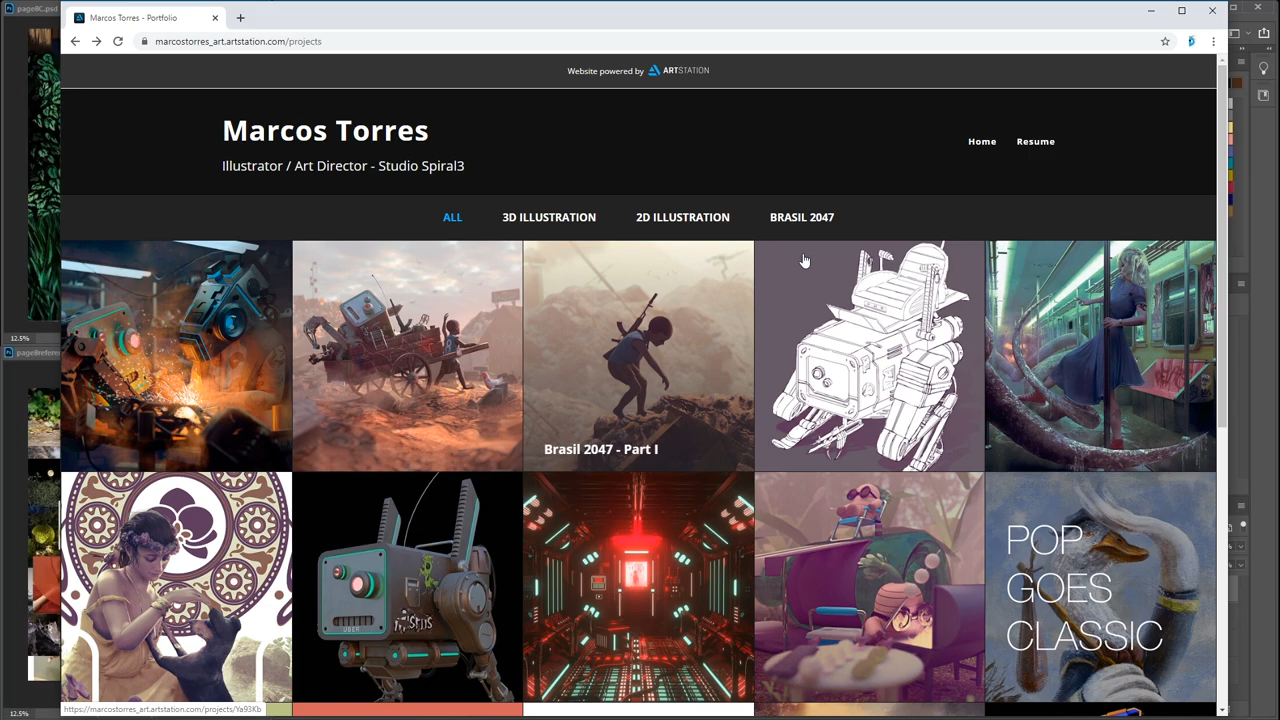 pageBC.psd
Marcos Torres - Portfolio
marcostorres_art.artstation.com/projects
Website powered by ARTSTATION
Marcos Torres
Illustrator / Art Director - Studio Spiral3
Home
Resume
ALL
3D ILLUSTRATION
2D ILLUSTRATION
BRASIL 2047
12.5%
Brasil 2047 - Part I
POP
GOES
CLASSIC
UBER
https://marcostorres_art.artstation.com/projects/Ya93Kb
12.5%